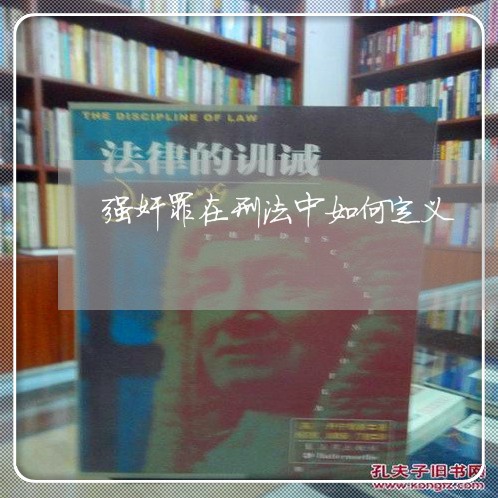 THE DISCIPLINE OF LAW
法律的训诫
强奸罪在刑法中如何定义
Butterworths
孔夫子旧书网
www.kongfz.com